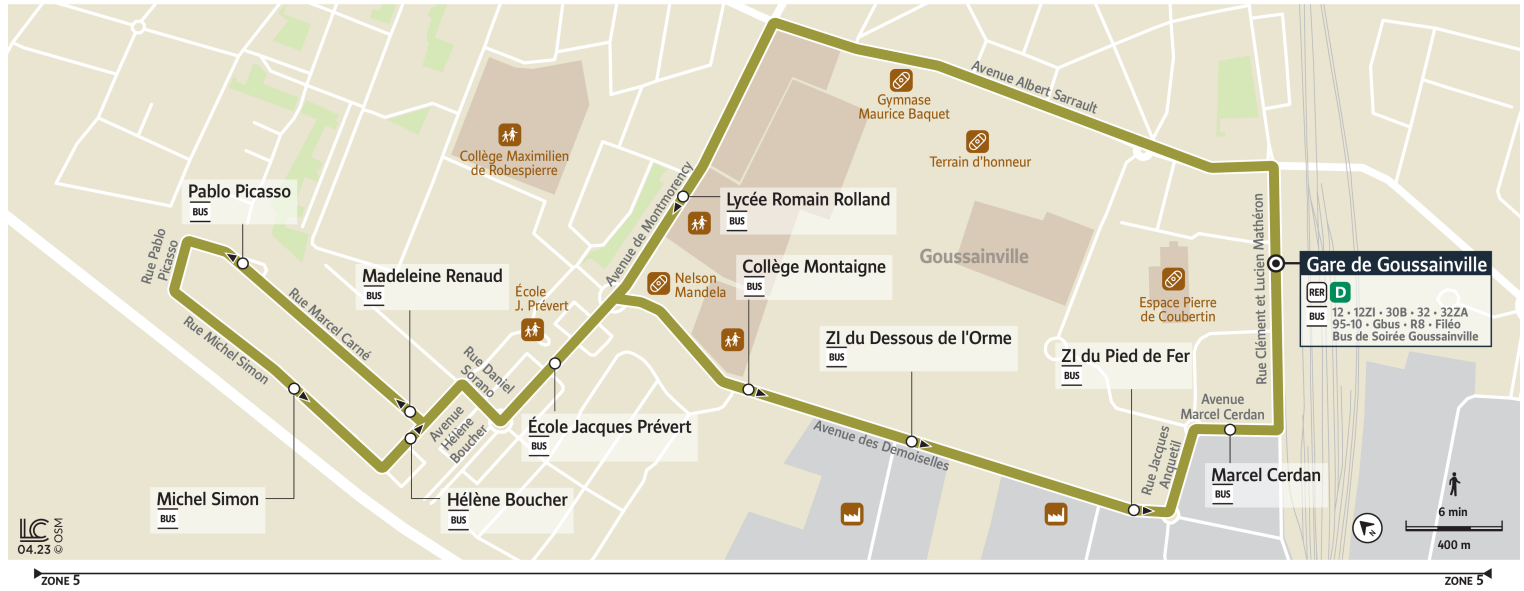 Avenue Albert Sarrault
Gymnase
Maurice Baquet
Terrain d'honneur
Collège Maximilien
de Robespierre
Pablo Picasso
BUS
Lycée Romain Rolland
BUS
Avenue de Montmorency
Rue Pablo
Picasso
Goussainville
Rue Clément et Lucien Mathéron
Gare de Goussainville
RER D
BUS
12 • 12ZI • 30B • 32 • 32ZA
95-10 • Gbus • R8 • Filéo
Bus de Soirée Goussainville
Madeleine Renaud
BUS
Collège Montaigne
BUS
Nelson
Mandela
École
J. Prévert
Espace Pierre
de Coubertin
Rue Marcel Carné
Rue Michel Simon
Rue Daniel
Sorano
ZI du Dessous de l'Orme
BUS
ZI du Pied de Fer
BUS
Avenue
Marcel Cerdan
Avenue
Hélène
Boucher
École Jacques Prévert
BUS
Avenue des Demoiselles
Rue Jacques
Anquetil
Marcel Cerdan
BUS
Michel Simon
BUS
Hélène Boucher
BUS
LC
04.23 © OSM
N
6 min
400 m
ZONE 5
ZONE 5